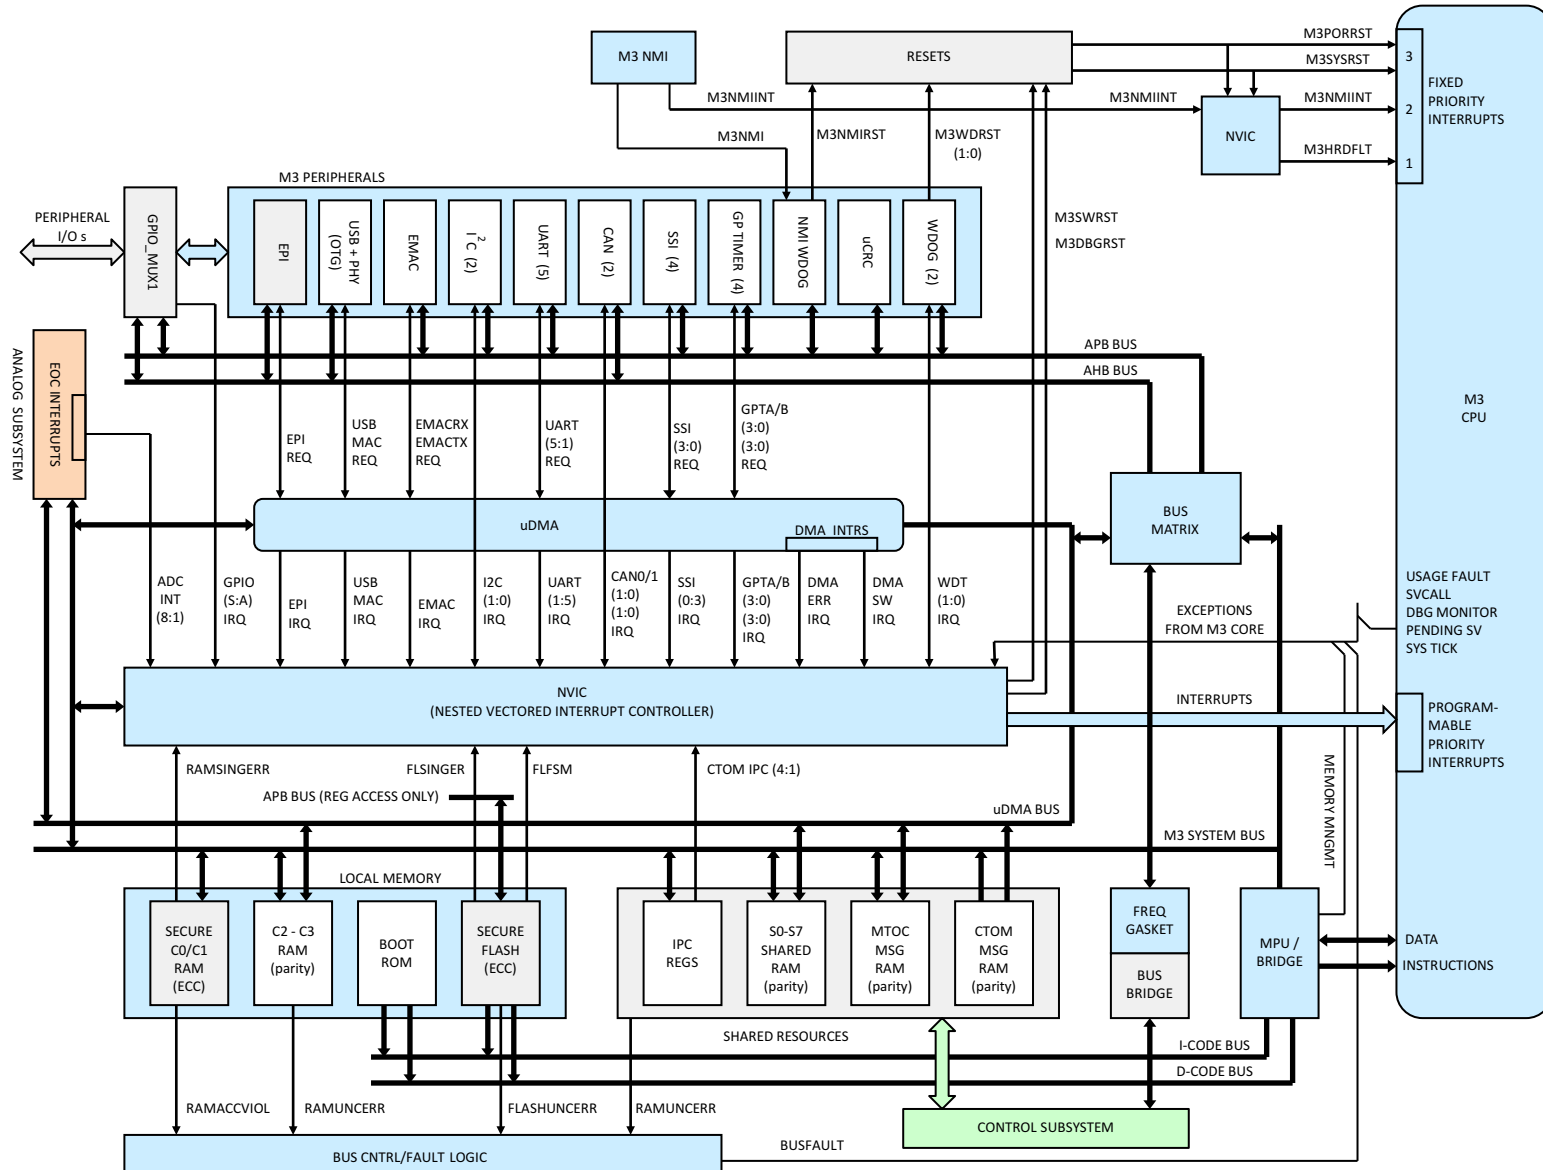 M3 NMI
RESETS
M3PORRST
M3SYSRST
3
FIXED
PRIORITY
INTERRUPTS
2
1
M3NMIINT
M3NMIINT
M3NMIINT
NVIC
M3HRDFLT
M3NMI
M3NMIRST
M3WDRST
(1:0)
M3 PERIPHERALS
PERIPHERAL
I/O s
GPIO_MUX1
EPI
USB + PHY
(OTG)
EMAC
I2C (2)
UART (5)
CAN (2)
SSI (4)
GP TIMER (4)
NMI WDOG
uCRC
WDOG (2)
M3SWRST
M3DBGRST
APB BUS
AHB BUS
ANALOG SUBSYSTEM
EOC INTERRUPTS
M3
CPU
EPI
REQ
USB
MAC
REQ
EMACRX
EMACTX
REQ
UART
(5:1)
REQ
SSI
(3:0)
REQ
GPTA/B
(3:0)
(3:0)
REQ
uDMA
DMA INTRS
BUS
MATRIX
ADC
INT
(8:1)
GPIO
(S:A)
IRQ
EPI
IRQ
USB
MAC
IRQ
EMAC
IRQ
I2C
(1:0)
IRQ
UART
(1:5)
IRQ
CAN0/1
(1:0)
(1:0)
IRQ
SSI
(0:3)
IRQ
GPTA/B
(3:0)
(3:0)
IRQ
DMA
ERR
IRQ
DMA
SW
IRQ
WDT
(1:0)
IRQ
EXCEPTIONS
FROM M3 CORE
USAGE FAULT
SVCALL
DBG MONITOR
PENDING SV
SYS TICK
NVIC
(NESTED VECTORED INTERRUPT CONTROLLER)
INTERRUPTS
PROGRAM-
MABLE
PRIORITY
INTERRUPTS
RAMSINGERR
FLSINGER
FLFSM
CTOM IPC (4:1)
APB BUS (REG ACCESS ONLY)
uDMA BUS
M3 SYSTEM BUS
MEMORY MNGMT
LOCAL MEMORY
SECURE
C0/C1
RAM
(ECC)
C2 - C3
RAM
(parity)
BOOT
ROM
SECURE
FLASH
(ECC)
IPC
REGS
S0-S7
SHARED
RAM
(parity)
MTOC
MSG
RAM
(parity)
CTOM
MSG
RAM
(parity)
FREQ
GASKET
BUS
BRIDGE
MPU /
BRIDGE
DATA
INSTRUCTIONS
SHARED RESOURCES
I-CODE BUS
D-CODE BUS
RAMACCVIOL
RAMUNCERR
FLASHUNCERR
RAMUNCERR
CONTROL SUBSYSTEM
BUS CNTRL/FAULT LOGIC
BUSFAULT